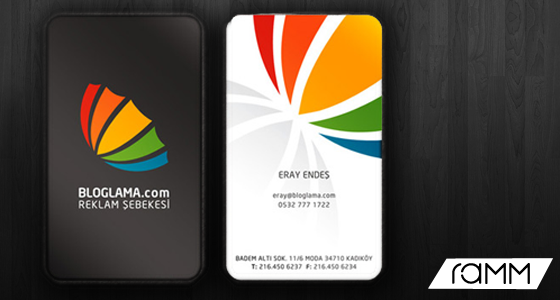 BLOGLAMA.com
REKLAM ŞEBEKESİ
ERAY ENDEŞ
eray@bloglama.com
0532 777 1722
BADEM ALTI SOK. 11/6 MODA 34710 KADIKÖY
T: 216.450 6237 F: 216.450 6234
ramm